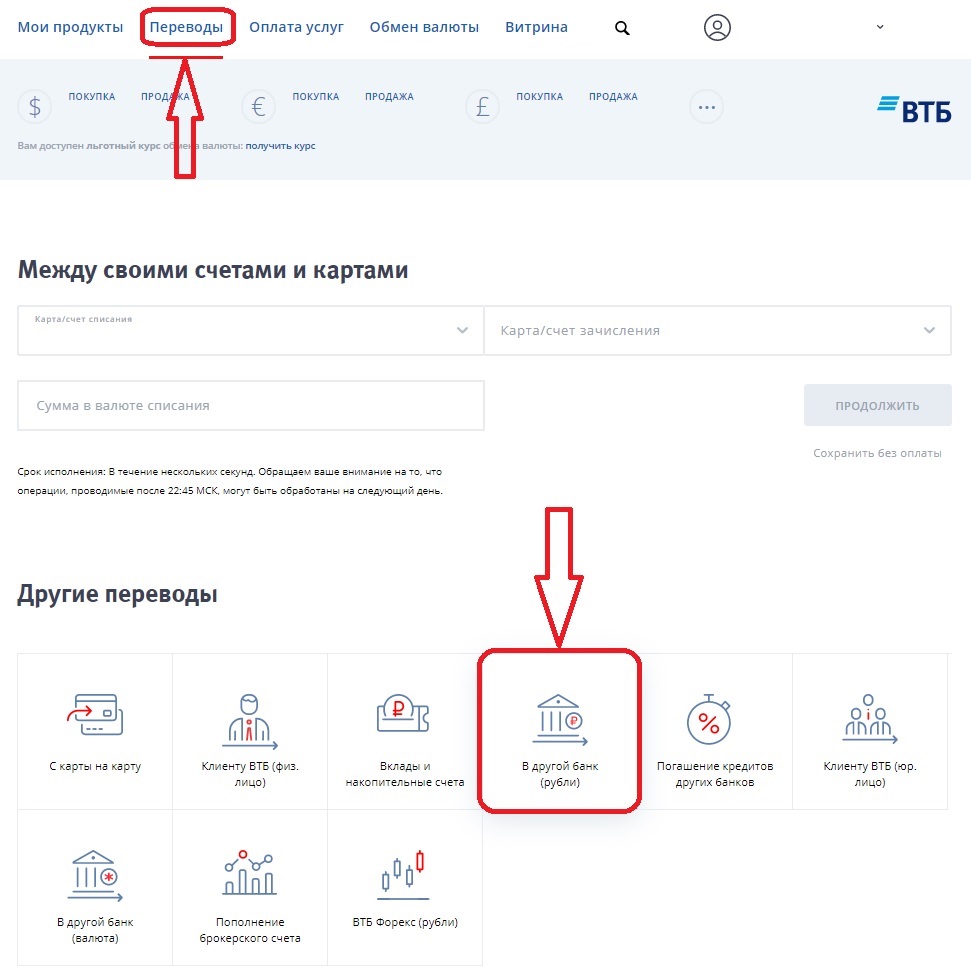 Мои продукты Переводы Оплата услуг Обмен валюты Витрина
$ ПОКУПКА ПРОДАЖА € ПОКУПКА ПРОДАЖА £ ПОКУПКА ПРОДАЖА ...
ВТБ
Вам доступен льготный курс обмена валюты: получить курс
Между своими счетами и картами
Карта/счет списания
Карта/счет зачисления
Сумма в валюте списания
ПРОДОЛЖИТЬ
Сохранить без оплаты
Срок исполнения: В течение нескольких секунд. Обращаем ваше внимание на то, что
операции, проводимые после 22:45 МСК, могут быть обработаны на следующий день.
Другие переводы
С карты на карту
Клиенту ВТБ (физ.
лицо)
Вклады и
накопительные счета
В другой банк
(рубли)
Погашение кредитов
других банков
Клиенту ВТБ (юр.
лицо)
В другой банк
(валюта)
Пополнение
брокерского счета
ВТБ Форекс (рубли)